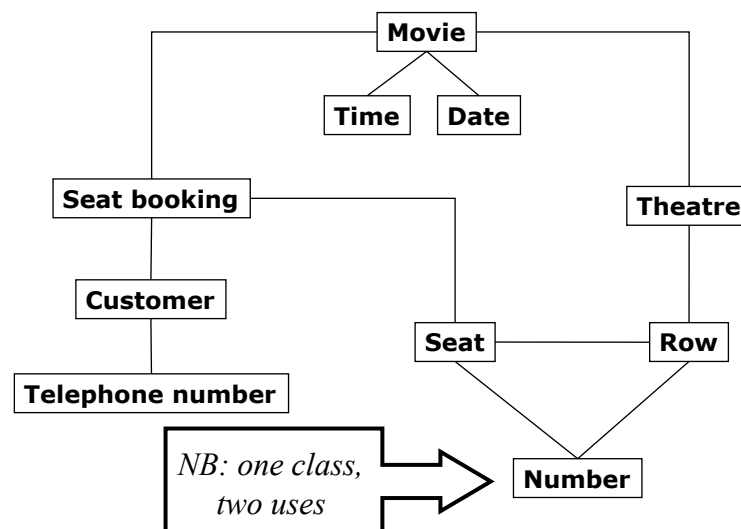 Movie
Time
Date
Seat booking
Theatre
Customer
Seat
Row
Telephone number
NB: one class,
two uses
Number